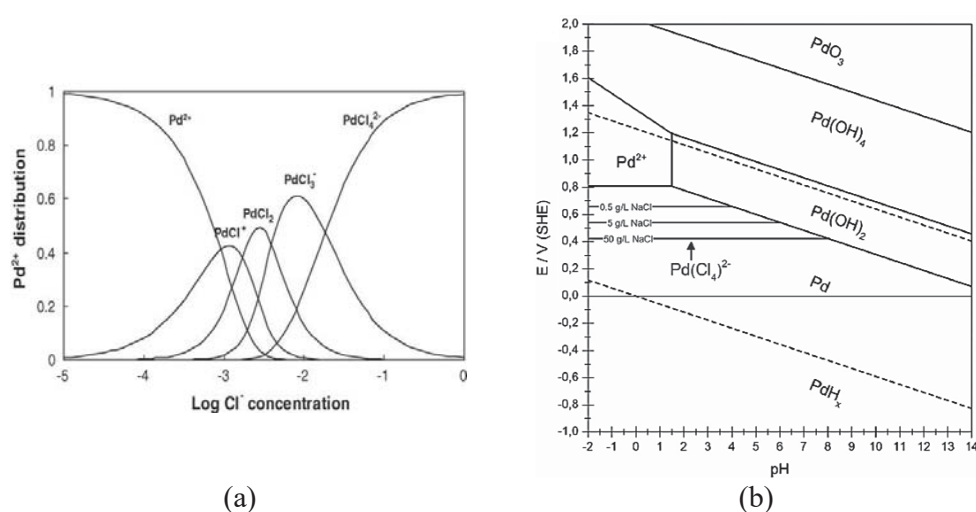 1
0.8
0.6
0.4
0.2
0
Pd²⁺ distribution
Pd²⁺
PdCl⁺
PdCl₂
PdCl₃⁻
PdCl₄²⁻
-5 -4 -3 -2 -1 0
Log Cl⁻ concentration
(a)
E / V (SHE)
2,0
1,8
1,6
1,4
1,2
1,0
0,8
0,6
0,4
0,2
0,0
-0,2
-0,4
-0,6
-0,8
-1,0
PdO₃
Pd(OH)₄
Pd²⁺
Pd(OH)₂
0.5 g/L NaCl
5 g/L NaCl
50 g/L NaCl
Pd(Cl₄)²⁻
Pd
PdHₓ
-2 -1 0 1 2 3 4 5 6 7 8 9 10 11 12 13 14
pH
(b)